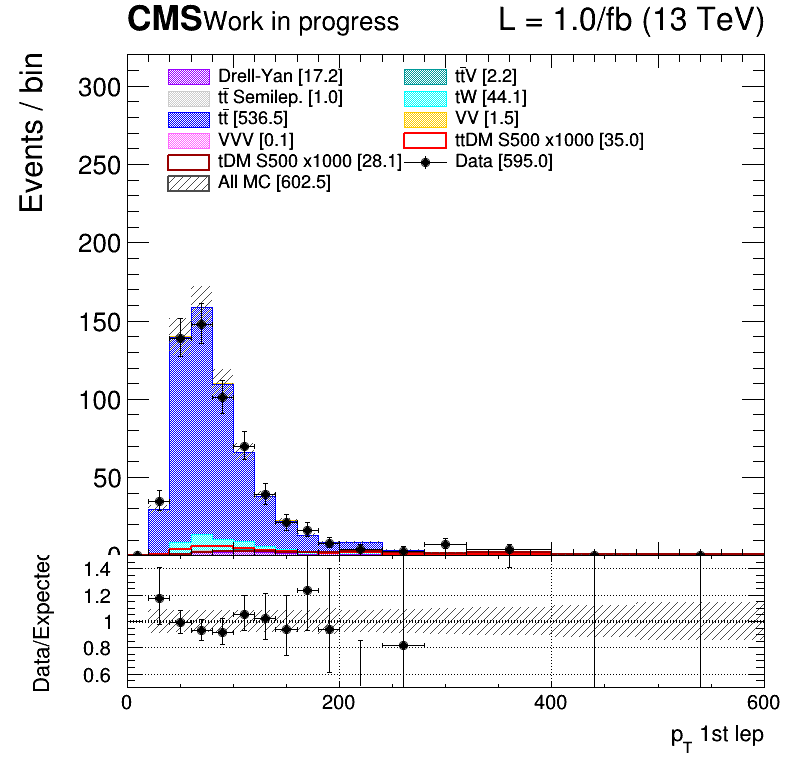 CMS Work in progress L = 1.0/fb (13 TeV)
Events / bin
300
250
200
150
100
50
0
Drell-Yan [17.2] tt̄V [2.2]
tt̄ Semilep. [1.0] tW [44.1]
tt̄ [536.5] VV [1.5]
VVV [0.1] ttDM S500 x1000 [35.0]
tDM S500 x1000 [28.1] Data [595.0]
All MC [602.5]
Data/Expected
1.4
1.2
1
0.8
0.6
0 200 400 600
p_T 1st lep